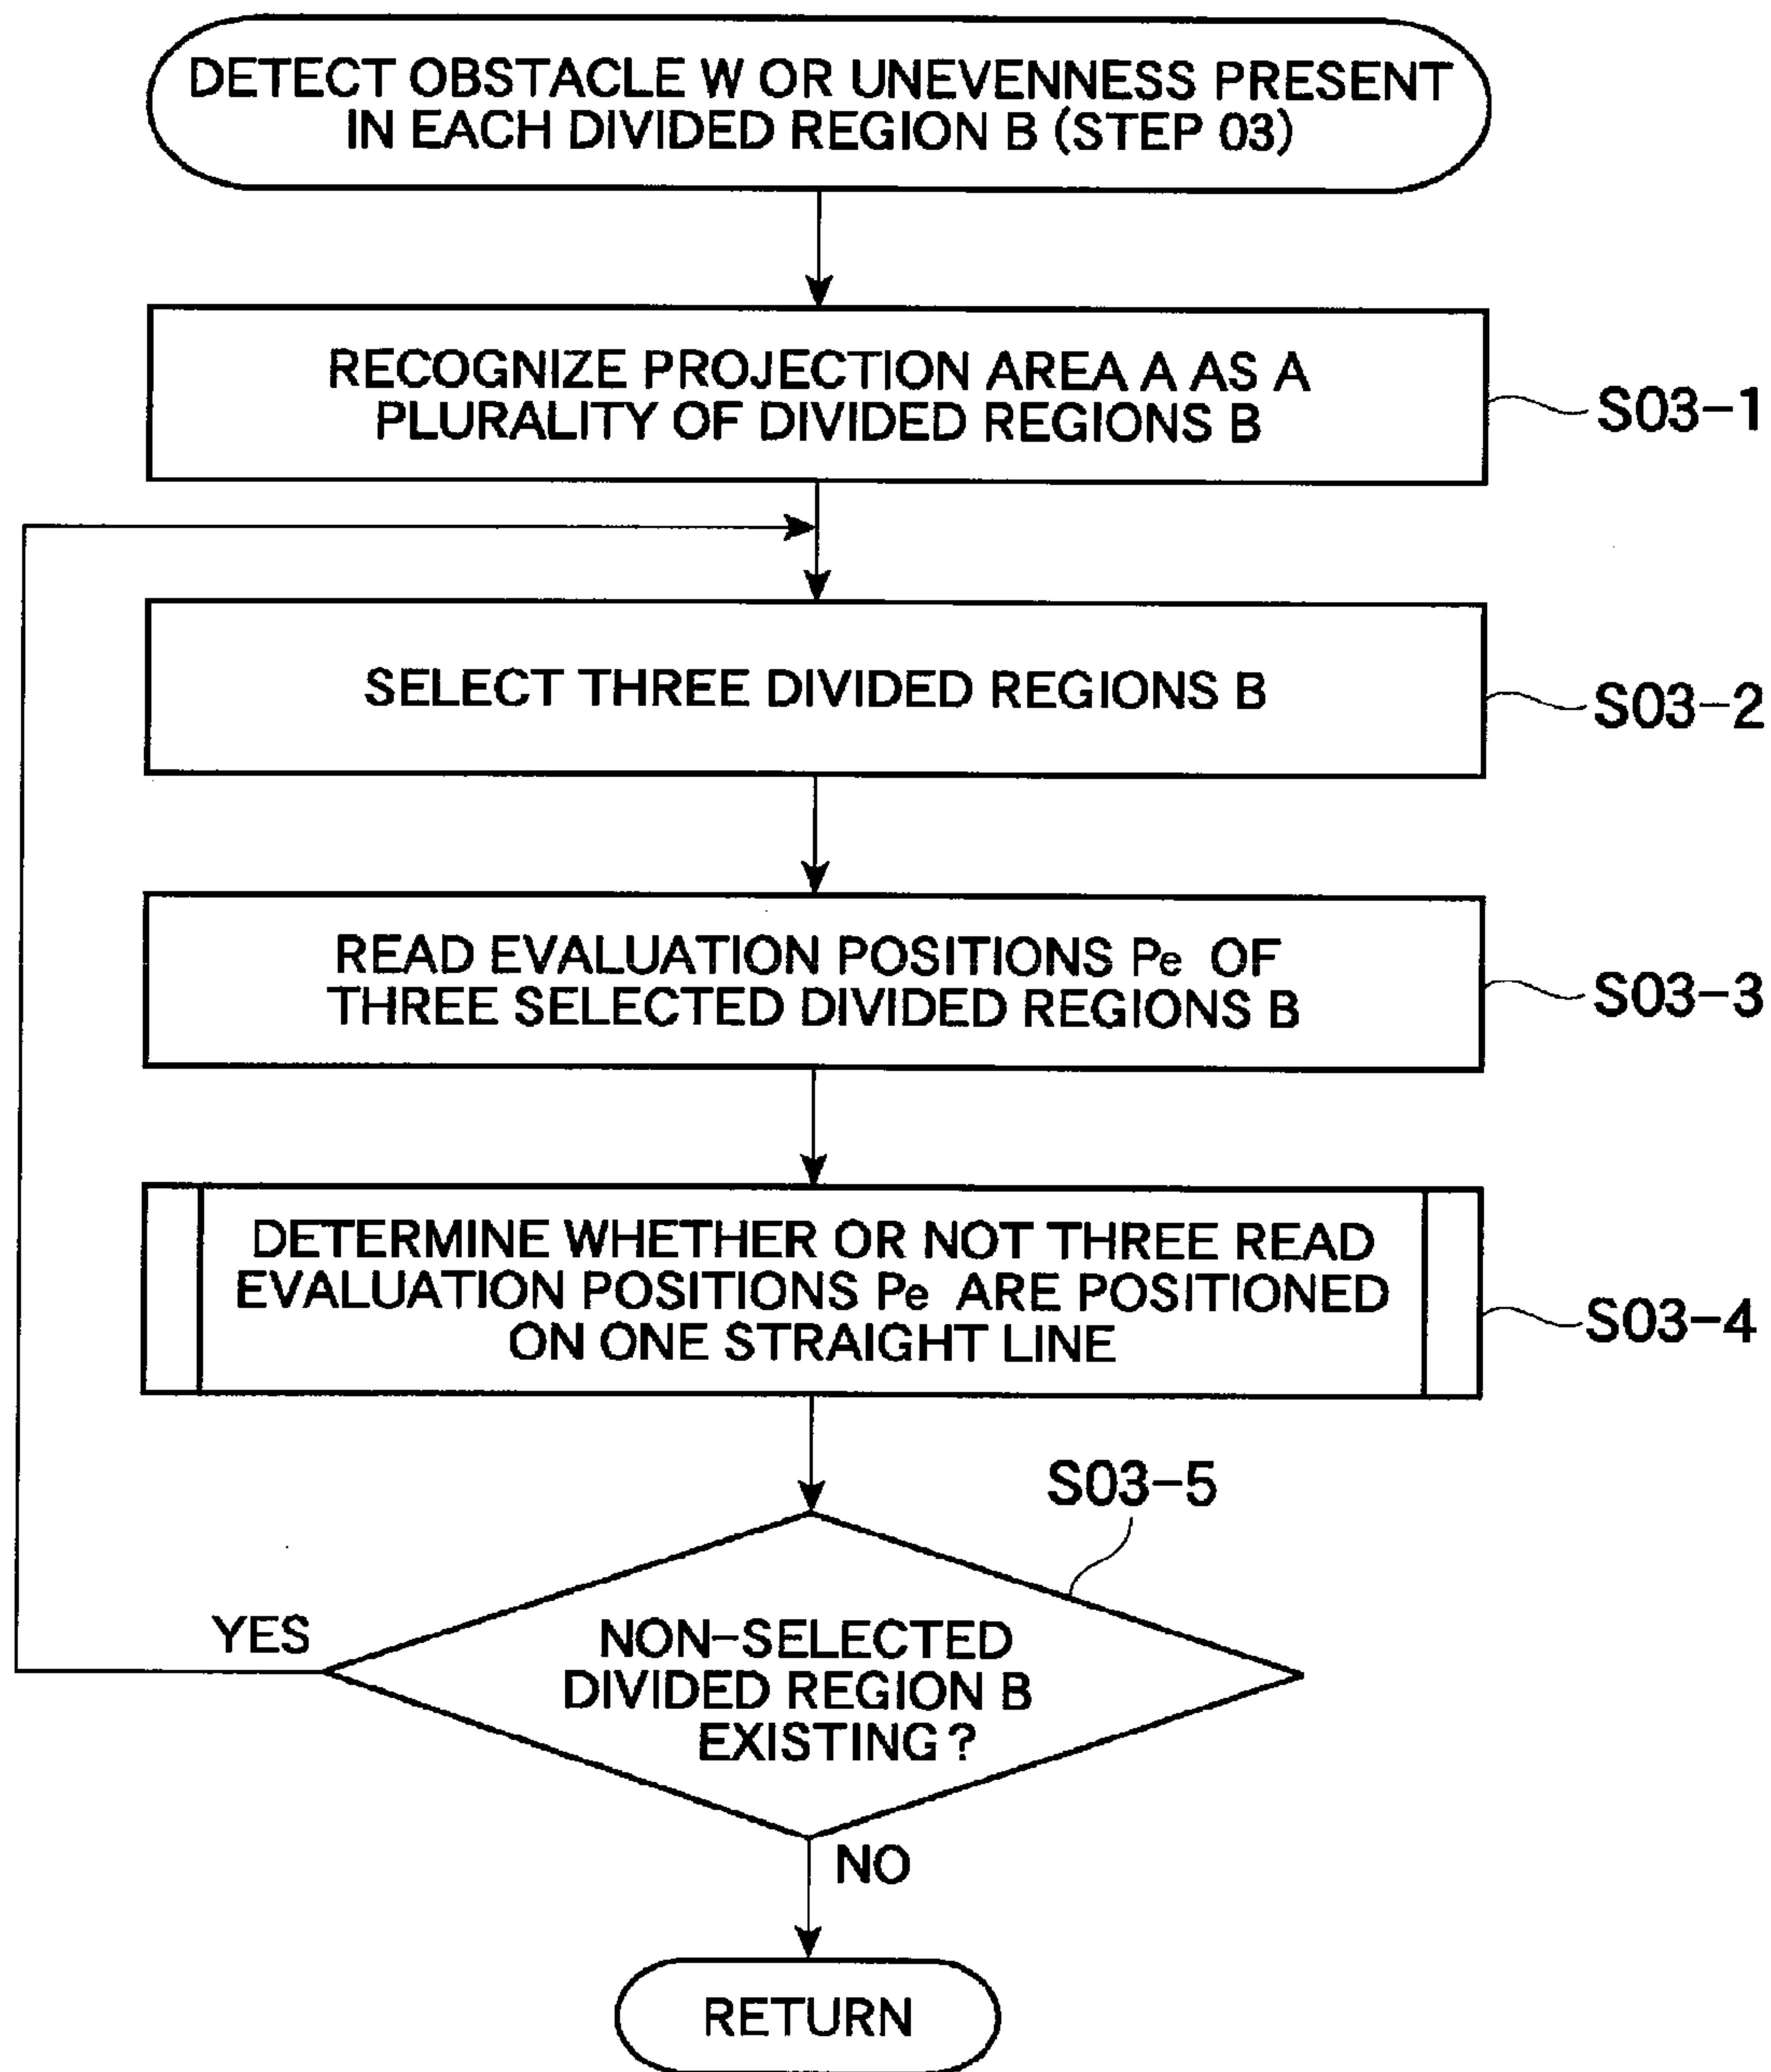 DETECT OBSTACLE W OR UNEVENNESS PRESENT
IN EACH DIVIDED REGION B (STEP 03)
RECOGNIZE PROJECTION AREA A AS A
PLURALITY OF DIVIDED REGIONS B
S03-1
SELECT THREE DIVIDED REGIONS B
S03-2
READ EVALUATION POSITIONS Pe OF
THREE SELECTED DIVIDED REGIONS B
S03-3
DETERMINE WHETHER OR NOT THREE READ
EVALUATION POSITIONS Pe ARE POSITIONED
ON ONE STRAIGHT LINE
S03-4
S03-5
YES
NON-SELECTED
DIVIDED REGION B
EXISTING?
NO
RETURN